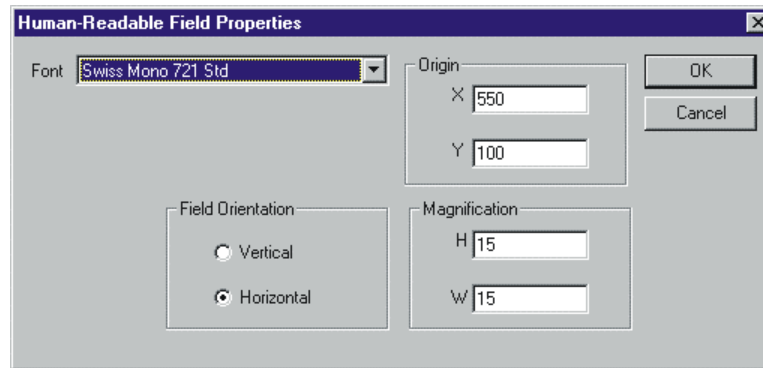 Human-Readable Field Properties
Font Swiss Mono 721 Std
Origin
X 550
Y 100
OK
Cancel
Field Orientation
Vertical
Horizontal
Magnification
H 15
W 15